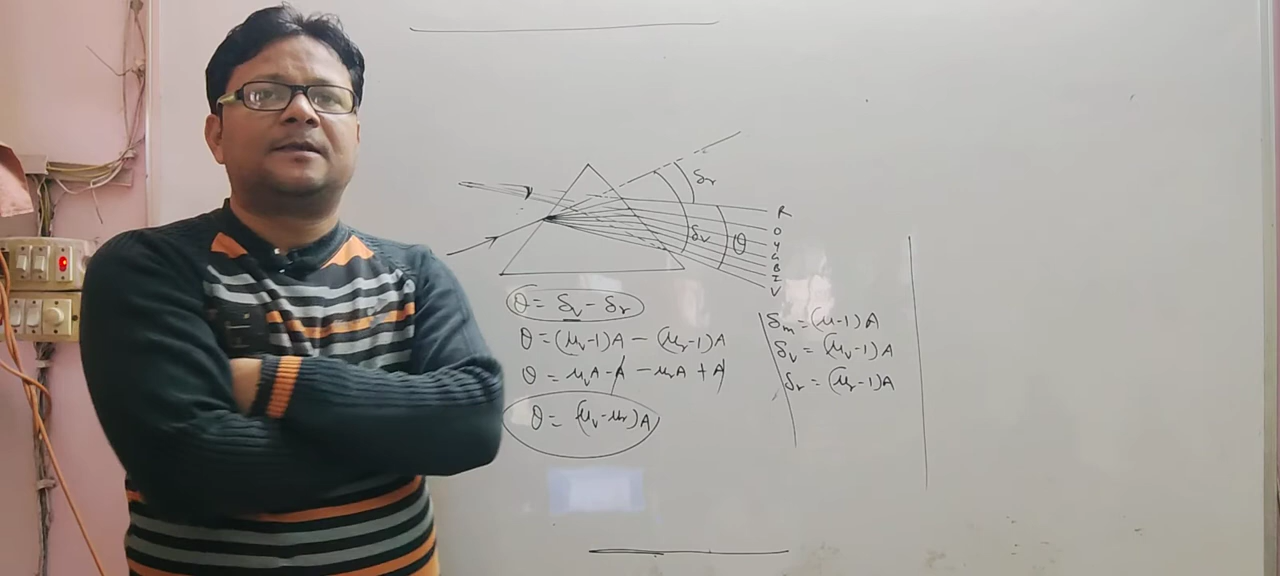 δr
R
O
δv
θ
Y
G
B
I
V
θ = δv - δr
θ = (μv-1)A - (μr-1)A
θ = μvA - A - μrA + A
θ = (μv-μr)A
δm = (μ-1)A
δv = (μv-1)A
δr = (μr-1)A